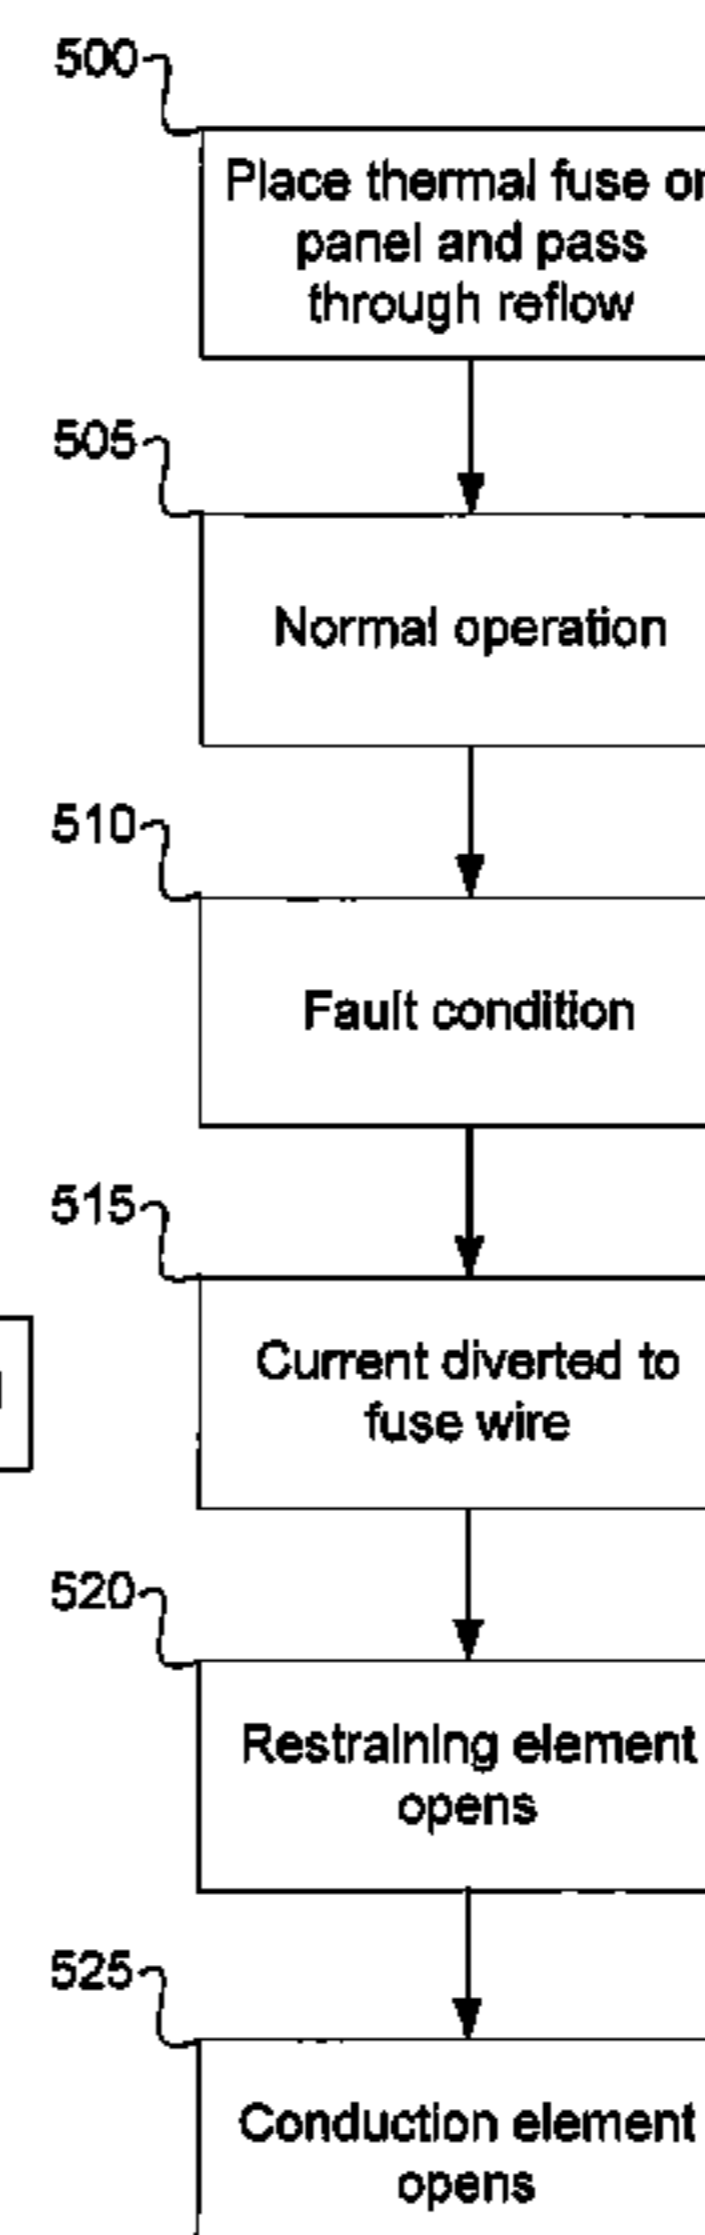 500
Place thermal fuse on
panel and pass
through reflow
505
Normal operation
510
Fault condition
515
Current diverted to
fuse wire
520
Restraining element
opens
525
Conduction element
opens